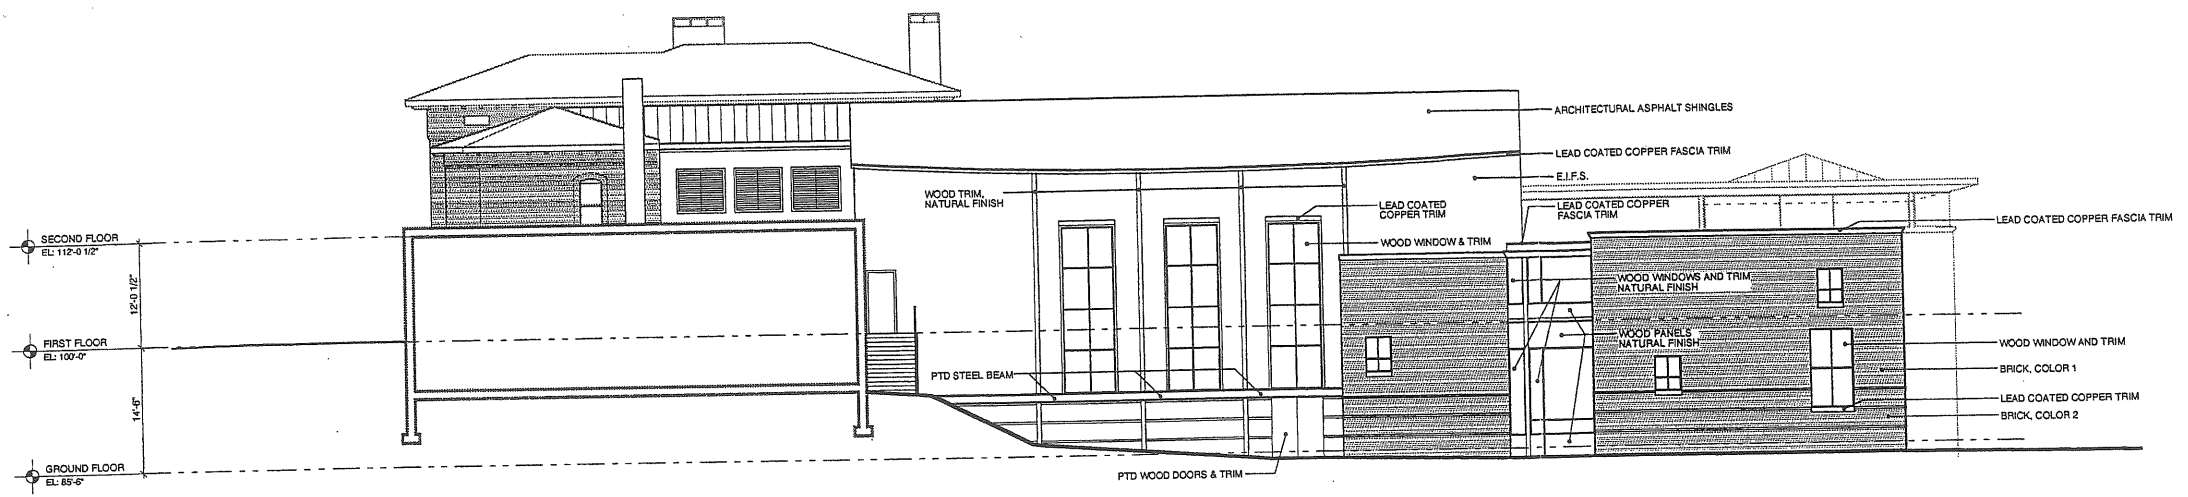 ARCHITECTURAL ASPHALT SHINGLES
LEAD COATED COPPER FASCIA TRIM
E.I.F.S.
WOOD TRIM,
NATURAL FINISH
LEAD COATED
COPPER TRIM
LEAD COATED COPPER
FASCIA TRIM
LEAD COATED COPPER FASCIA TRIM
WOOD WINDOW & TRIM
SECOND FLOOR
EL: 112'-0 1/2"
12'-0 1/2"
WOOD WINDOWS AND TRIM
NATURAL FINISH
WOOD PANELS
NATURAL FINISH
FIRST FLOOR
EL: 100'-0"
WOOD WINDOW AND TRIM
PTD STEEL BEAM
BRICK, COLOR 1
14'-6"
LEAD COATED COPPER TRIM
BRICK, COLOR 2
GROUND FLOOR
EL: 85'-6"
PTD WOOD DOORS & TRIM